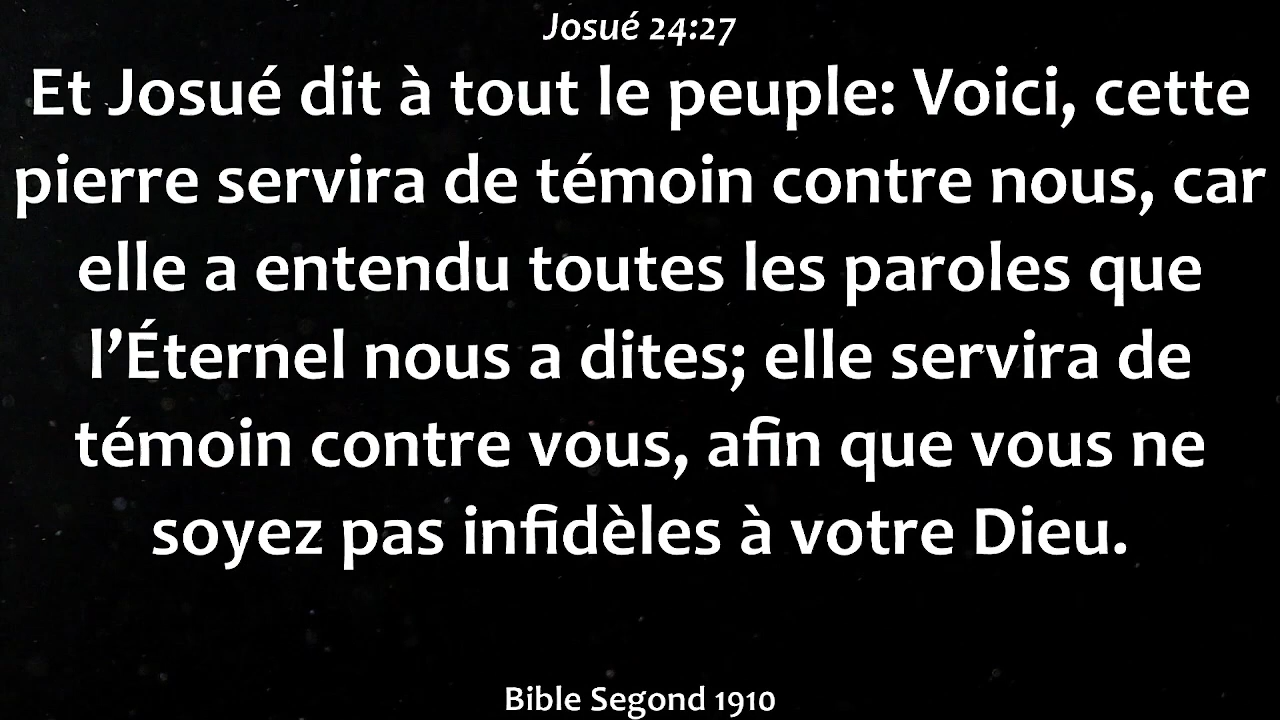 Josué 24:27
Et Josué dit à tout le peuple: Voici, cette
pierre servira de témoin contre nous, car
elle a entendu toutes les paroles que
l’Éternel nous a dites; elle servira de
témoin contre vous, afin que vous ne
soyez pas infidèles à votre Dieu.
Bible Segond 1910